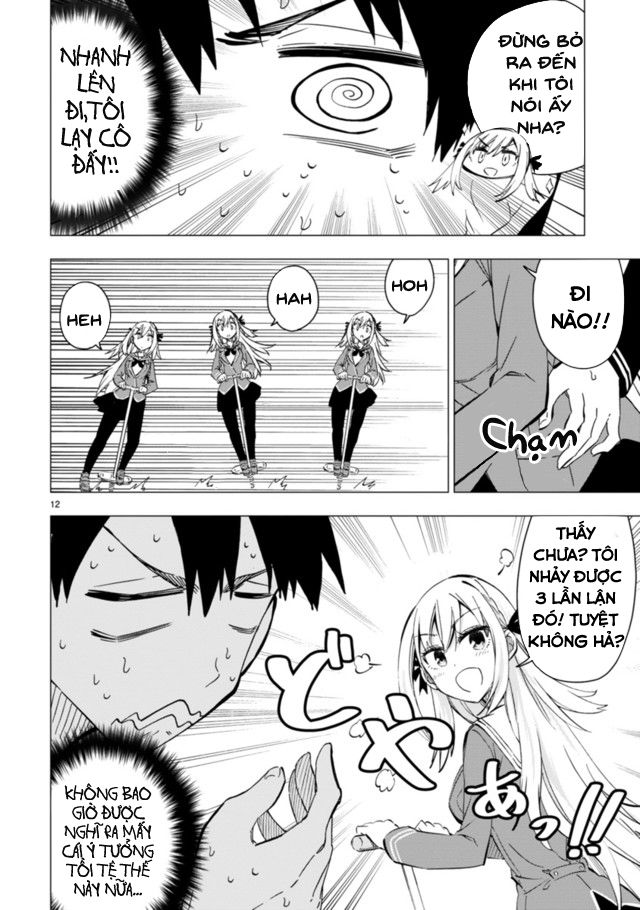 ĐỪNG BỎ
RA ĐẾN
KHI TÔI
NÓI ẤY
NHA?
NHANH
LÊN
ĐI,TÔI
LẠY CÔ
ĐẤY!!
ĐI
NÀO!!
Chạm
HOH
HAH
HEH
12
THẤY
CHƯA? TÔI
NHẢY ĐƯỢC
3 LẦN LẬN
ĐÓ! TUYỆT
KHÔNG HẢ?
どやぁっ!!
KHÔNG BAO
GIỜ ĐƯỢC
NGHĨ RA MẤY
CÁI Ý TƯỞNG
TỒI TỆ THẾ
NÀY NỮA...